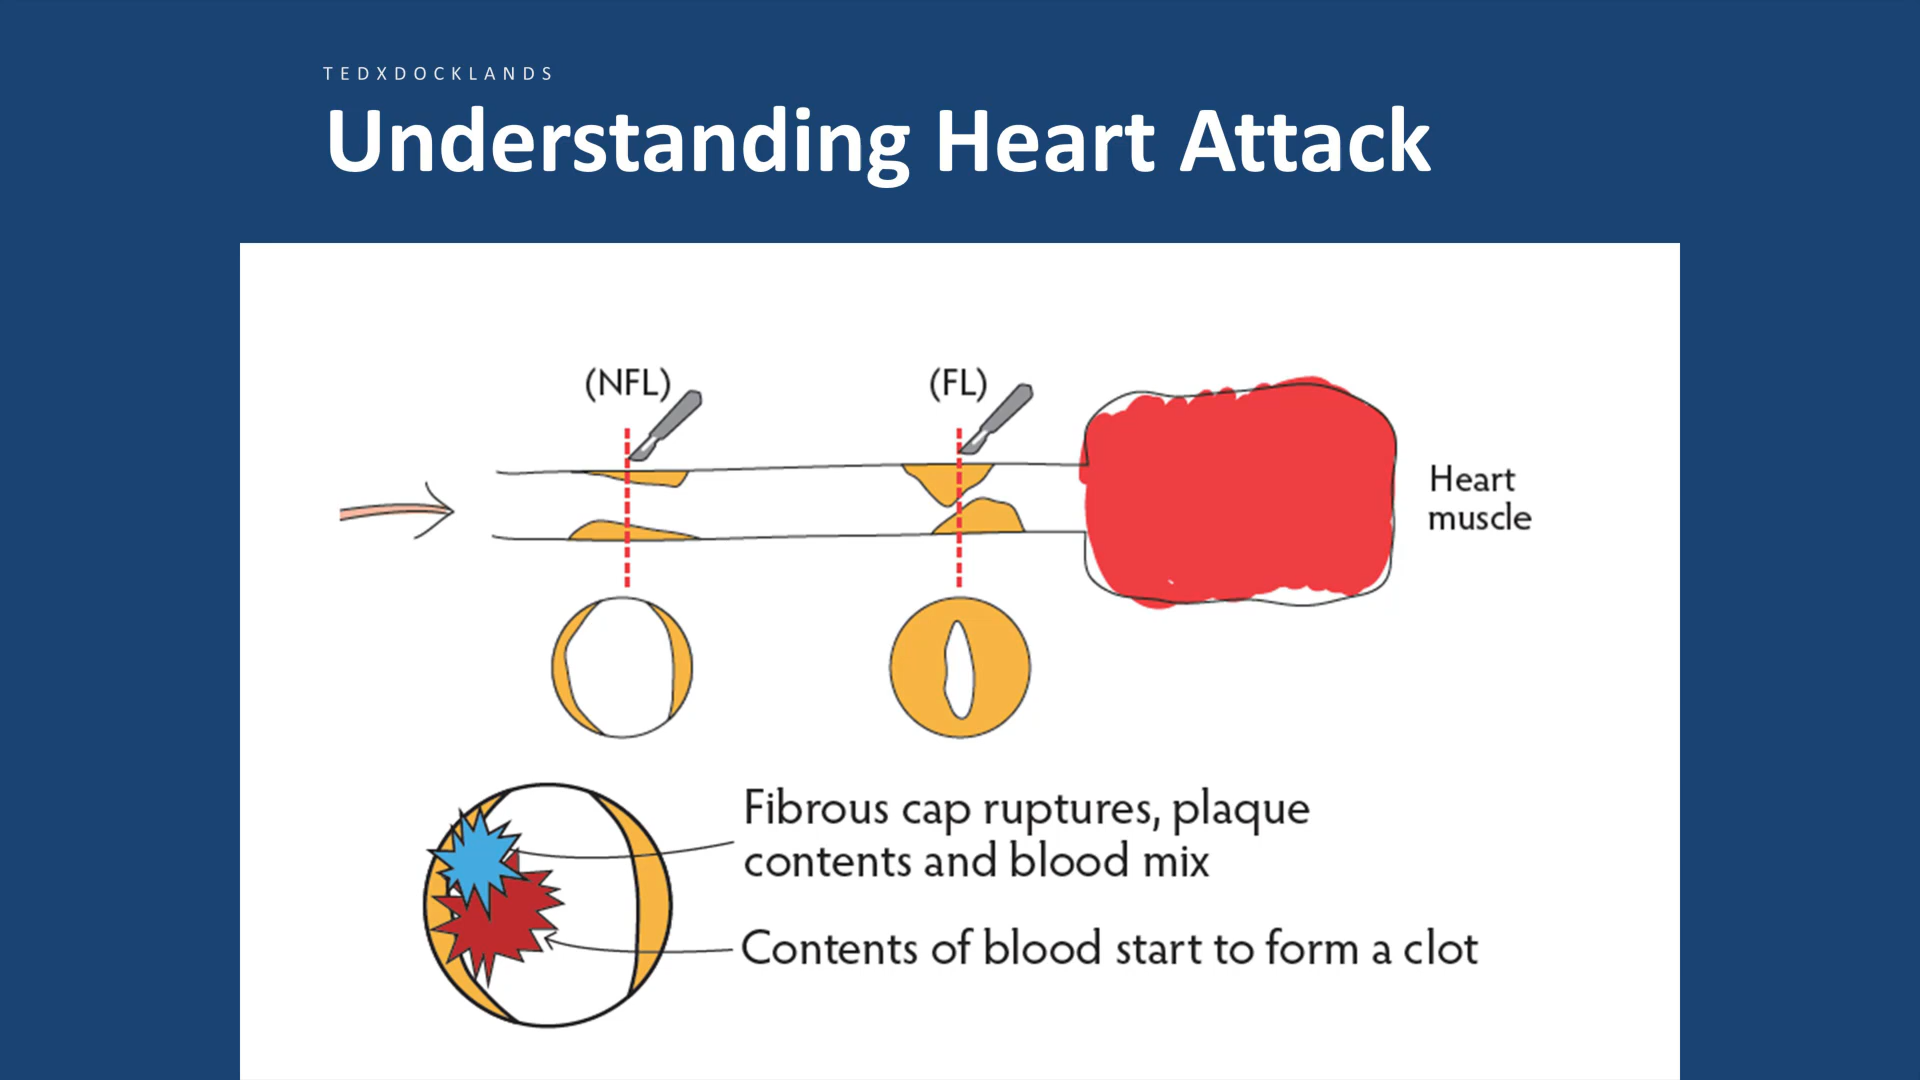 TEDXDOCKLANDS
Understanding Heart Attack
(NFL)
(FL)
Heart
muscle
Fibrous cap ruptures, plaque
contents and blood mix
Contents of blood start to form a clot